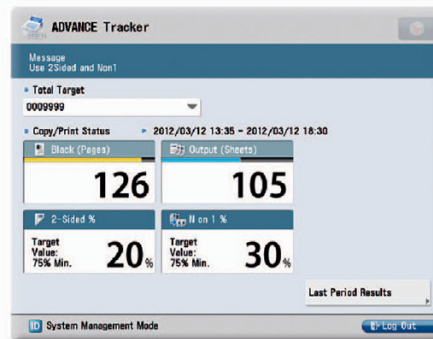 ADVANCE Tracker
Message
Use 2Sided and Non1
Total Target
0009999
Copy/Print Status 2012/03/12 13:35 - 2012/03/12 18:30
Black (Pages) Output (Sheets)
126 105
2-Sided % N on 1 %
Target Value: 75% Min. 20% Target Value: 75% Min. 30%
Last Period Results
ID System Management Mode Log Out